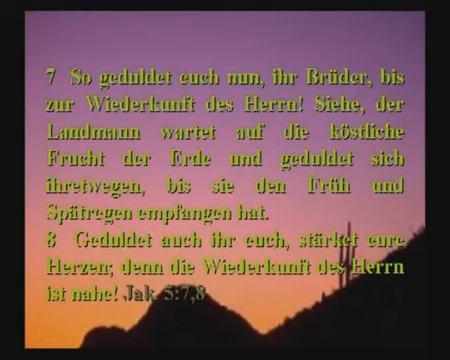 7 So geduldet euch nun, ihr Brüder, bis
zur Wiederkunft des Herrn! Siehe, der
Landmann wartet auf die köstliche
Frucht der Erde und geduldet sich
ihretwegen, bis sie den Früh und
Spätregen empfangen hat.
8 Geduldet auch ihr euch, stärket eure
Herzen; denn die Wiederkunft des Herrn
ist nahe! Jak 5:7,8